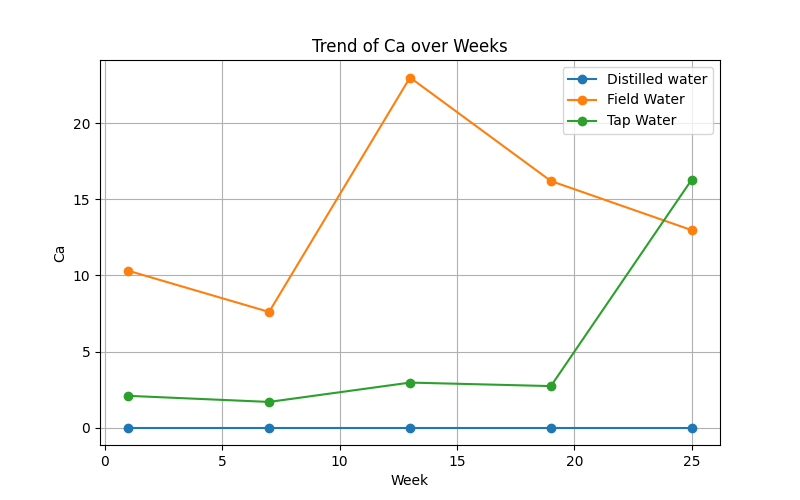 Trend of Ca over Weeks
Distilled water
Field Water
Tap Water
Ca
20
15
10
5
0
0 5 10 15 20 25
Week